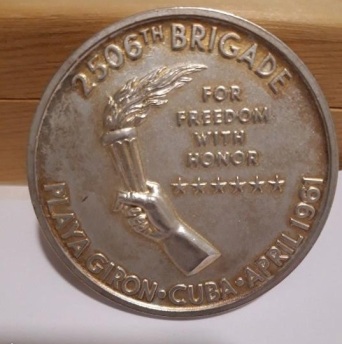 2506TH BRIGADE
FOR
FREEDOM
WITH
HONOR
PLAYA GIRON•CUBA•APRIL 1961